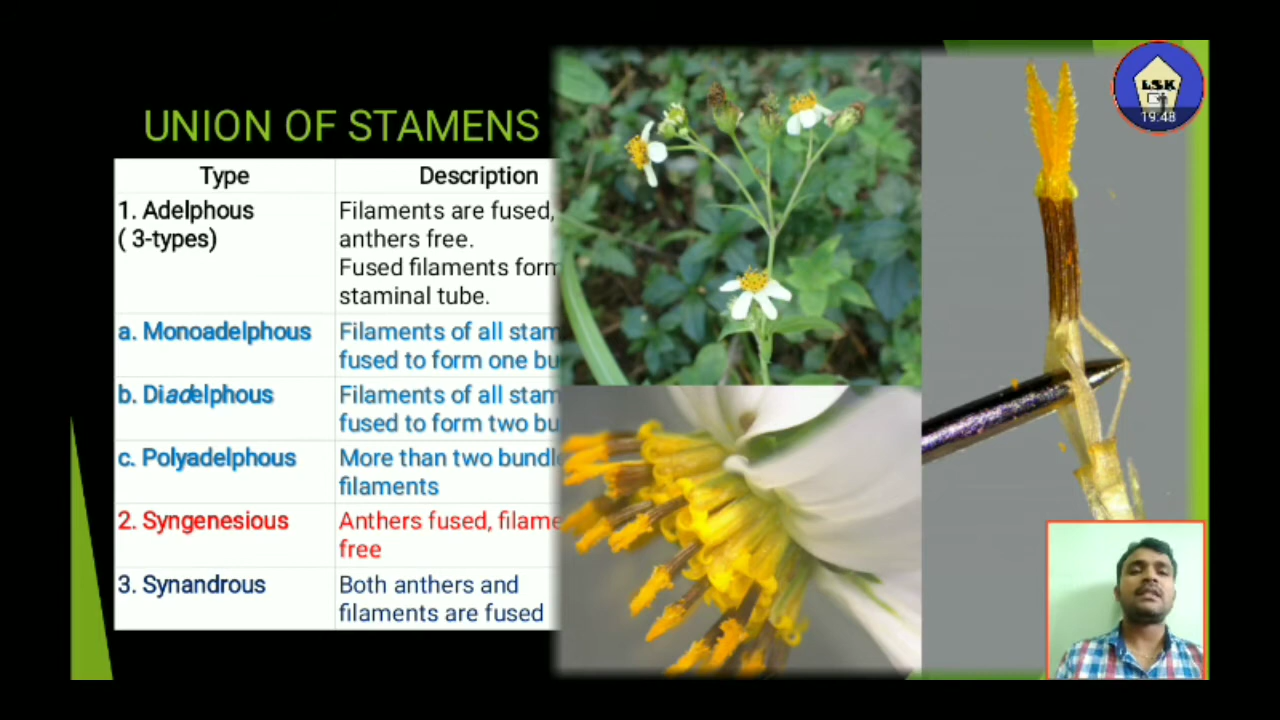 UNION OF STAMENS
Type
Description
1. Adelphous
( 3-types)
Filaments are fused,
anthers free.
Fused filaments form
staminal tube.
a. Monoadelphous
Filaments of all stam
fused to form one bu
b. Diadelphous
Filaments of all stam
fused to form two bu
c. Polyadelphous
More than two bundl
filaments
2. Syngenesious
Anthers fused, filame
free
3. Synandrous
Both anthers and
filaments are fused
LSK
19.48